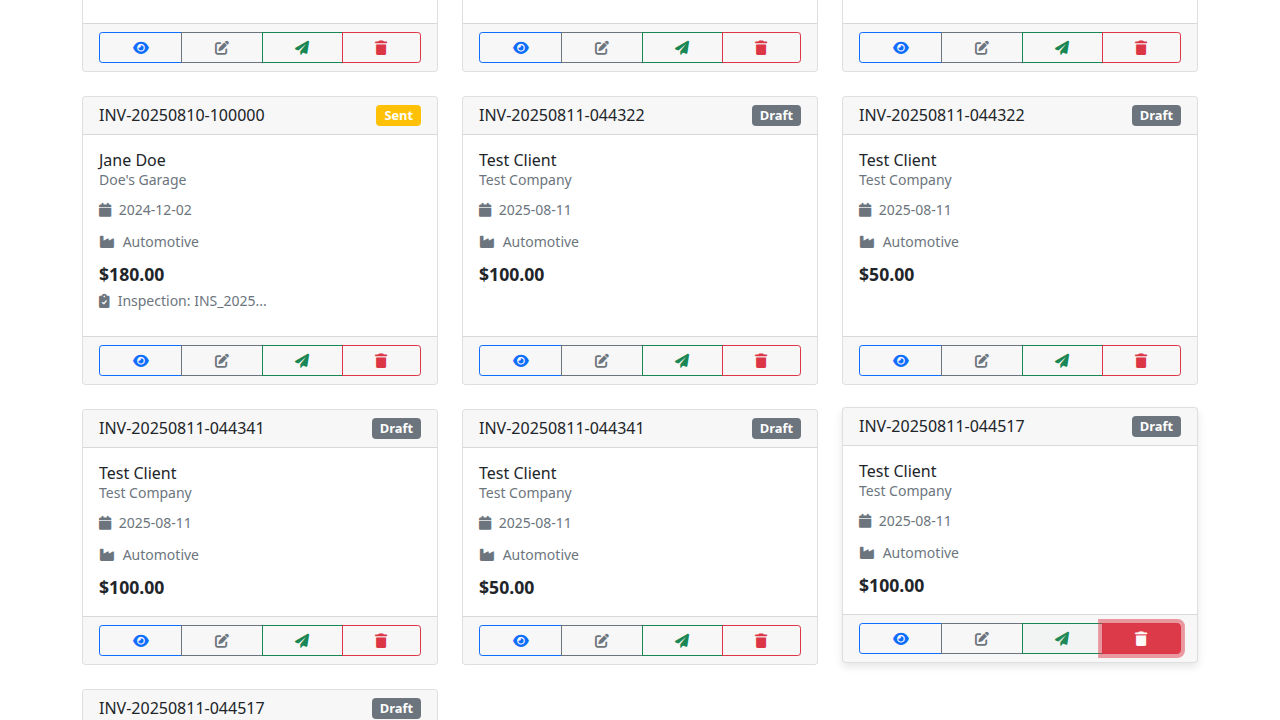 INV-20250810-100000 Sent
Jane Doe
Doe's Garage
2024-12-02
Automotive
$180.00
Inspection: INS_2025...
INV-20250811-044322 Draft
Test Client
Test Company
2025-08-11
Automotive
$100.00
INV-20250811-044322 Draft
Test Client
Test Company
2025-08-11
Automotive
$50.00
INV-20250811-044341 Draft
Test Client
Test Company
2025-08-11
Automotive
$100.00
INV-20250811-044341 Draft
Test Client
Test Company
2025-08-11
Automotive
$50.00
INV-20250811-044517 Draft
Test Client
Test Company
2025-08-11
Automotive
$100.00
INV-20250811-044517 Draft